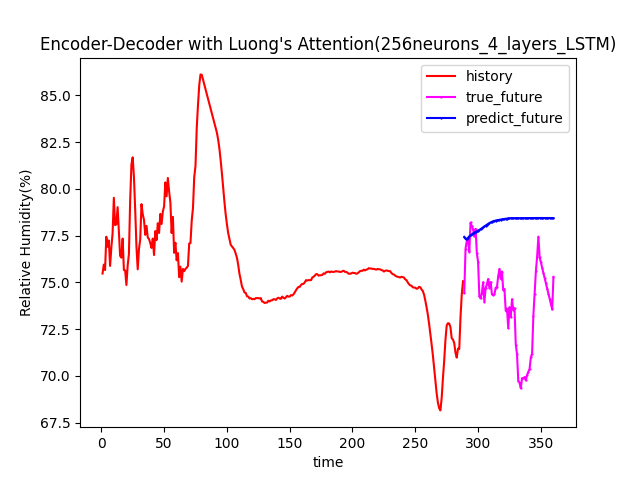 Encoder-Decoder with Luong's Attention(256neurons_4_layers_LSTM)
history
true_future
predict_future
Relative Humidity(%)
85.0
82.5
80.0
77.5
75.0
72.5
70.0
67.5
0 50 100 150 200 250 300 350
time